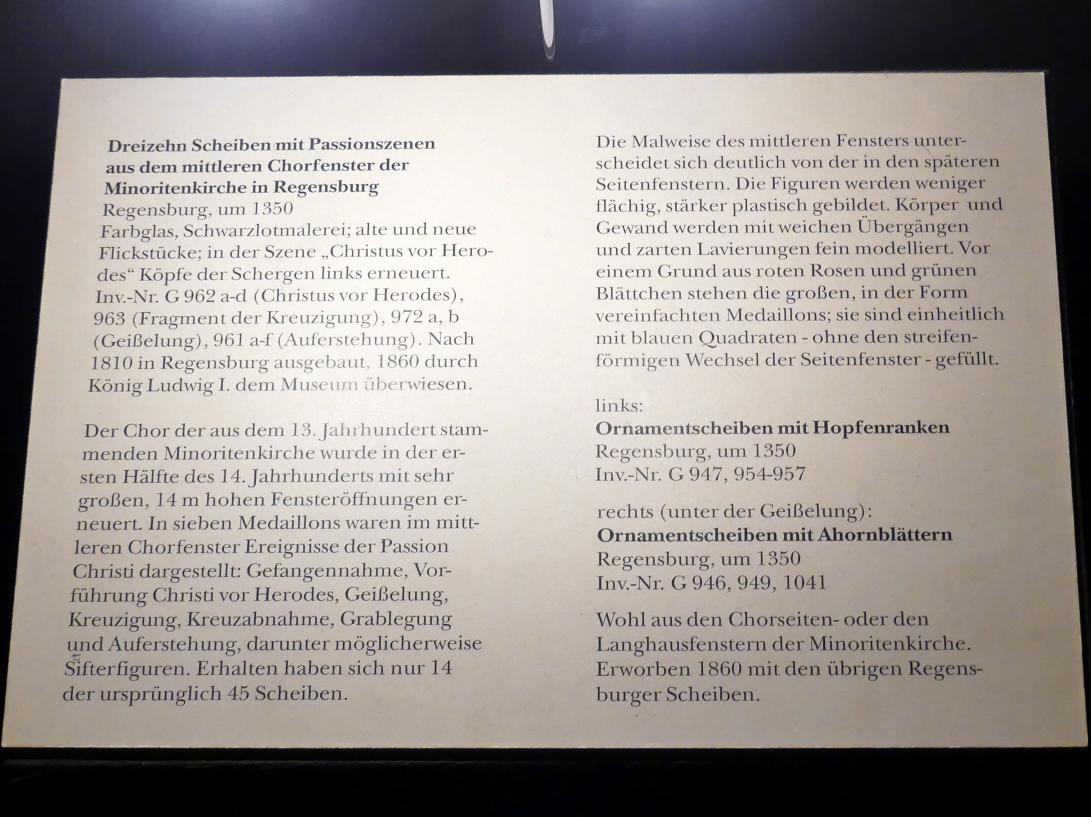 Dreizehn Scheiben mit Passionszenen
aus dem mittleren Chorfenster der
Minoritenkirche in Regensburg
Regensburg, um 1350
Farbglas, Schwarzlotmalerei; alte und neue
Flickstücke; in der Szene „Christus vor Hero-
des“ Köpfe der Schergen links erneuert.
Inv.-Nr. G 962 a-d (Christus vor Herodes),
963 (Fragment der Kreuzigung), 972 a, b
(Geißelung), 961 a-f (Auferstehung). Nach
1810 in Regensburg ausgebaut, 1860 durch
König Ludwig I. dem Museum überwiesen.
Der Chor der aus dem 13. Jahrhundert stam-
menden Minoritenkirche wurde in der er-
sten Hälfte des 14. Jahrhunderts mit sehr
großen, 14 m hohen Fensteröffnungen er-
neuert. In sieben Medaillons waren im mitt-
leren Chorfenster Ereignisse der Passion
Christi dargestellt: Gefangennahme, Vor-
führung Christi vor Herodes, Geißelung,
Kreuzigung, Kreuzabnahme, Grablegung
und Auferstehung, darunter möglicherweise
Sifterfiguren. Erhalten haben sich nur 14
der ursprünglich 45 Scheiben.
Die Malweise des mittleren Fensters unter-
scheidet sich deutlich von der in den späteren
Seitenfenstern. Die Figuren werden weniger
flächig, stärker plastisch gebildet. Körper und
Gewand werden mit weichen Übergängen
und zarten Lavierungen fein modelliert. Vor
einem Grund aus roten Rosen und grünen
Blättchen stehen die großen, in der Form
vereinfachten Medaillons; sie sind einheitlich
mit blauen Quadraten - ohne den streifen-
förmigen Wechsel der Seitenfenster - gefüllt.
links:
Ornamentscheiben mit Hopfenranken
Regensburg, um 1350
Inv.-Nr. G 947, 954-957
rechts (unter der Geißelung):
Ornamentscheiben mit Ahornblättern
Regensburg, um 1350
Inv.-Nr. G 946, 949, 1041
Wohl aus den Chorseiten- oder den
Langhausfenstern der Minoritenkirche.
Erworben 1860 mit den übrigen Regens-
burger Scheiben.